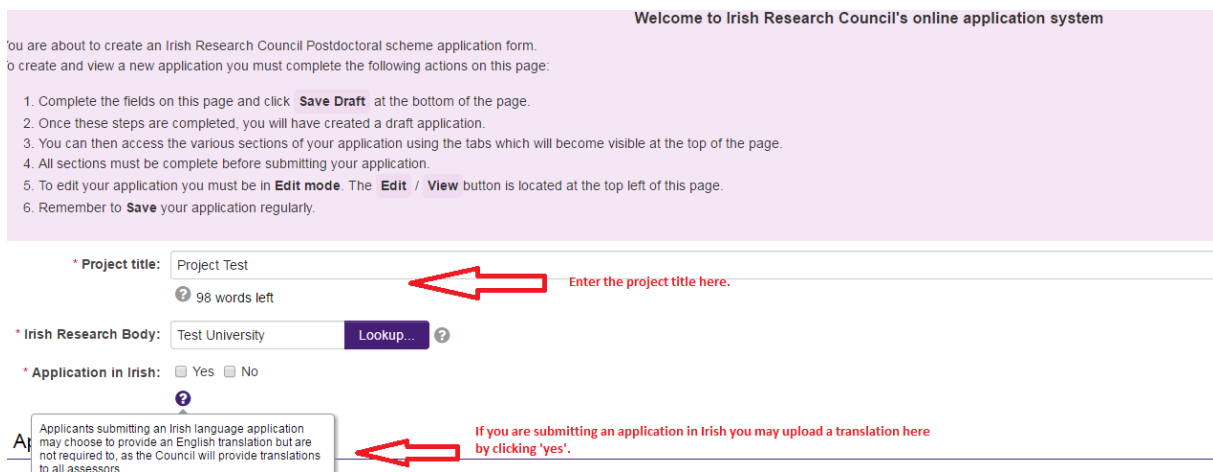 Welcome to Irish Research Council's online application system
ou are about to create an Irish Research Council Postdoctoral scheme application form.
o create and view a new application you must complete the following actions on this page:
1. Complete the fields on this page and click Save Draft at the bottom of the page.
2. Once these steps are completed, you will have created a draft application.
3. You can then access the various sections of your application using the tabs which will become visible at the top of the page.
4. All sections must be complete before submitting your application.
5. To edit your application you must be in Edit mode. The Edit / View button is located at the top left of this page.
6. Remember to Save your application regularly.
* Project title: Project Test
Enter the project title here.
? 98 words left
* Irish Research Body: Test University Lookup... ?
* Application in Irish: Yes No
?
Applicants submitting an Irish language application
may choose to provide an English translation but are
not required to, as the Council will provide translations
to all assessors
If you are submitting an application in Irish you may upload a translation here
by clicking 'yes'.